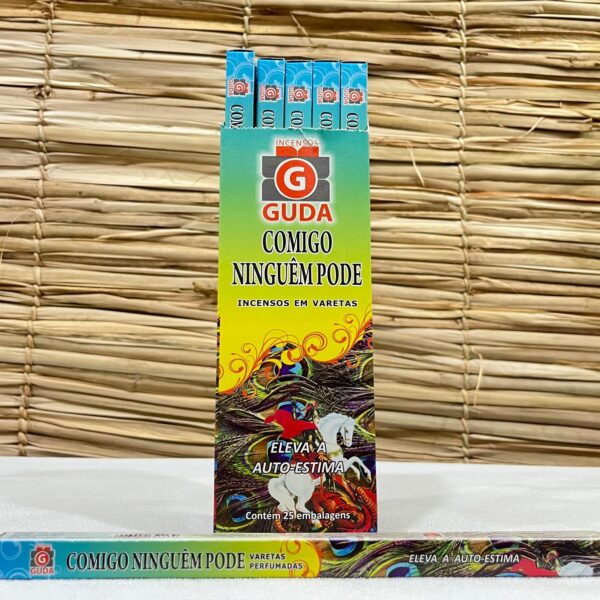 INCENSOS
G
GUDA
COMIGO
NINGUÊM PODE
INCENSOS EM VARETAS
ELEVA A
AUTO-ESTIMA
Contém 25 embalagens
G
GUDA
COMIGO NINGUÊM PODE
VARETAS
PERFUMADAS
ELEVA A AUTO-ESTIMA